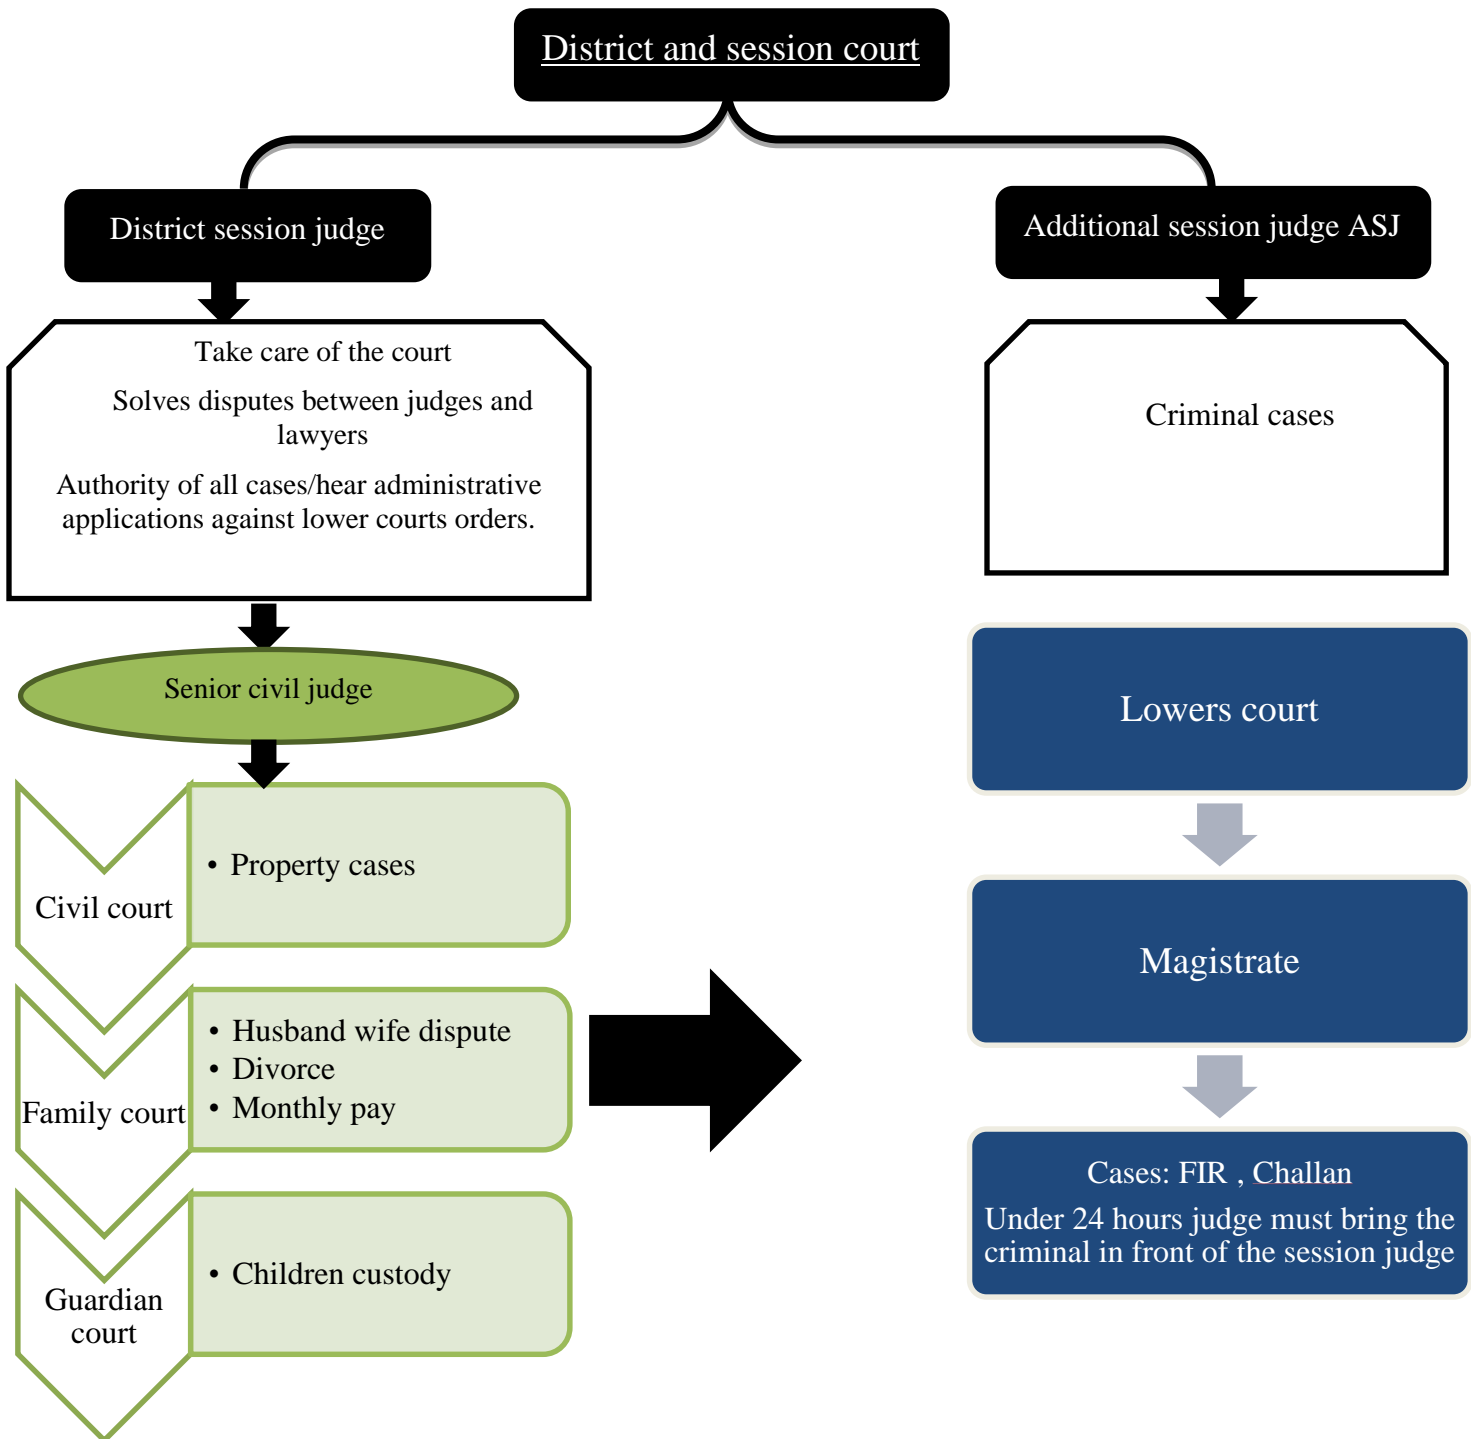 District and session court
District session judge
Additional session judge ASJ
Take care of the court
Solves disputes between judges and
lawyers
Authority of all cases/hear administrative
applications against lower courts orders.
Criminal cases
Senior civil judge
Civil court
• Property cases
Family court
• Husband wife dispute
• Divorce
• Monthly pay
Guardian
court
• Children custody
Lowers court
Magistrate
Cases: FIR , Challan
Under 24 hours judge must bring the
criminal in front of the session judge